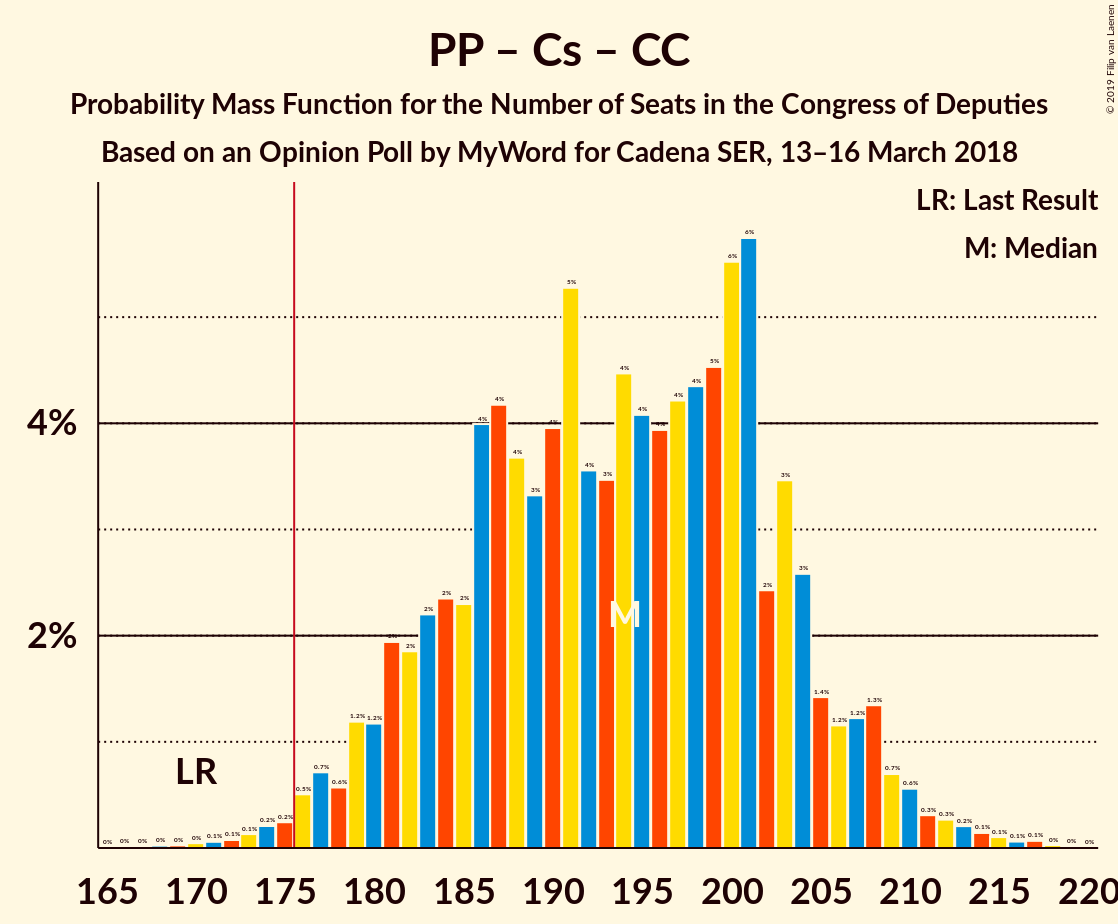 PP – Cs – CC
Probability Mass Function for the Number of Seats in the Congress of Deputies
Based on an Opinion Poll by MyWord for Cadena SER, 13–16 March 2018
© 2019 Filip van Laenen
LR: Last Result
M: Median
4%
2%
LR
M
0% 0% 0% 0% 0% 0% 0.1% 0.1% 0.1% 0.2% 0.2% 0.5% 0.7% 0.6% 1.2% 1.2% 2% 2% 2% 2% 2% 4% 4% 4% 3% 4% 5% 4% 3% 4% 4% 4% 4% 4% 5% 6% 6% 2% 3% 3% 1.4% 1.2% 1.2% 1.3% 0.7% 0.6% 0.3% 0.3% 0.2% 0.1% 0.1% 0.1% 0.1% 0% 0% 0%
165 170 175 180 185 190 195 200 205 210 215 220